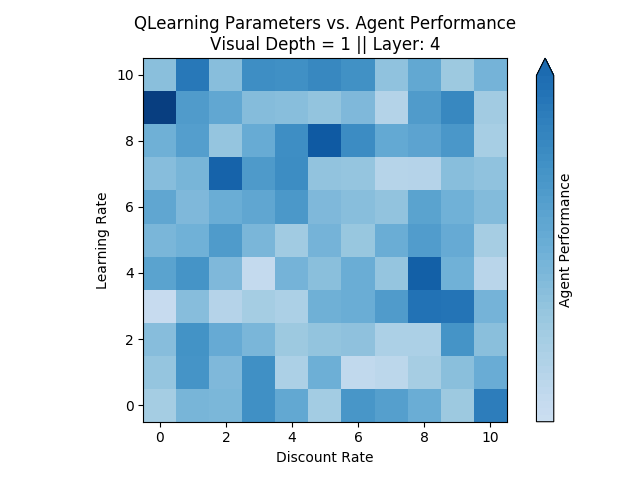 QLearning Parameters vs. Agent Performance
Visual Depth = 1 || Layer: 4
10
8
6
4
2
0
Learning Rate
0 2 4 6 8 10
Discount Rate
Agent Performance